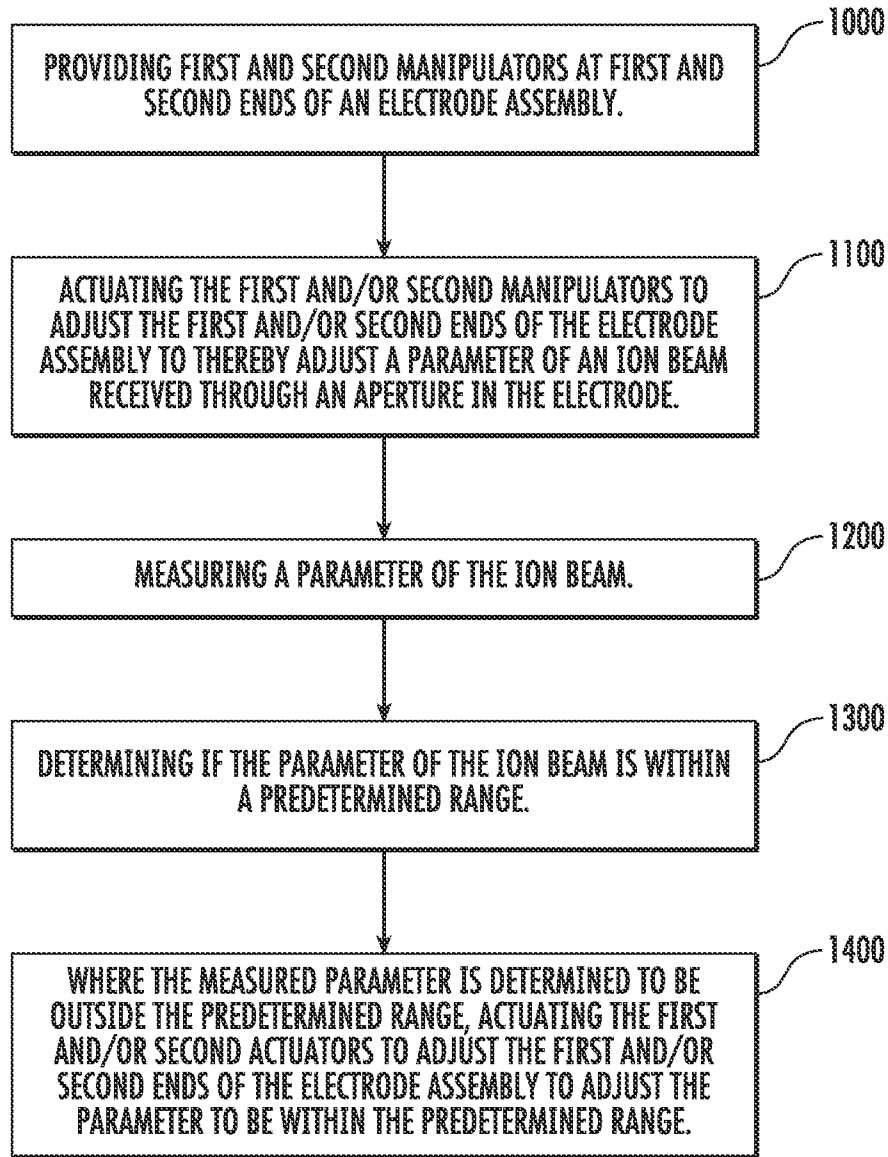 1000
PROVIDING FIRST AND SECOND MANIPULATORS AT FIRST AND
SECOND ENDS OF AN ELECTRODE ASSEMBLY.
1100
ACTUATING THE FIRST AND/OR SECOND MANIPULATORS TO
ADJUST THE FIRST AND/OR SECOND ENDS OF THE ELECTRODE
ASSEMBLY TO THEREBY ADJUST A PARAMETER OF AN ION BEAM
RECEIVED THROUGH AN APERTURE IN THE ELECTRODE.
1200
MEASURING A PARAMETER OF THE ION BEAM.
1300
DETERMINING IF THE PARAMETER OF THE ION BEAM IS WITHIN
A PREDETERMINED RANGE.
1400
WHERE THE MEASURED PARAMETER IS DETERMINED TO BE
OUTSIDE THE PREDETERMINED RANGE, ACTUATING THE FIRST
AND/OR SECOND ACTUATORS TO ADJUST THE FIRST AND/OR
SECOND ENDS OF THE ELECTRODE ASSEMBLY TO ADJUST THE
PARAMETER TO BE WITHIN THE PREDETERMINED RANGE.